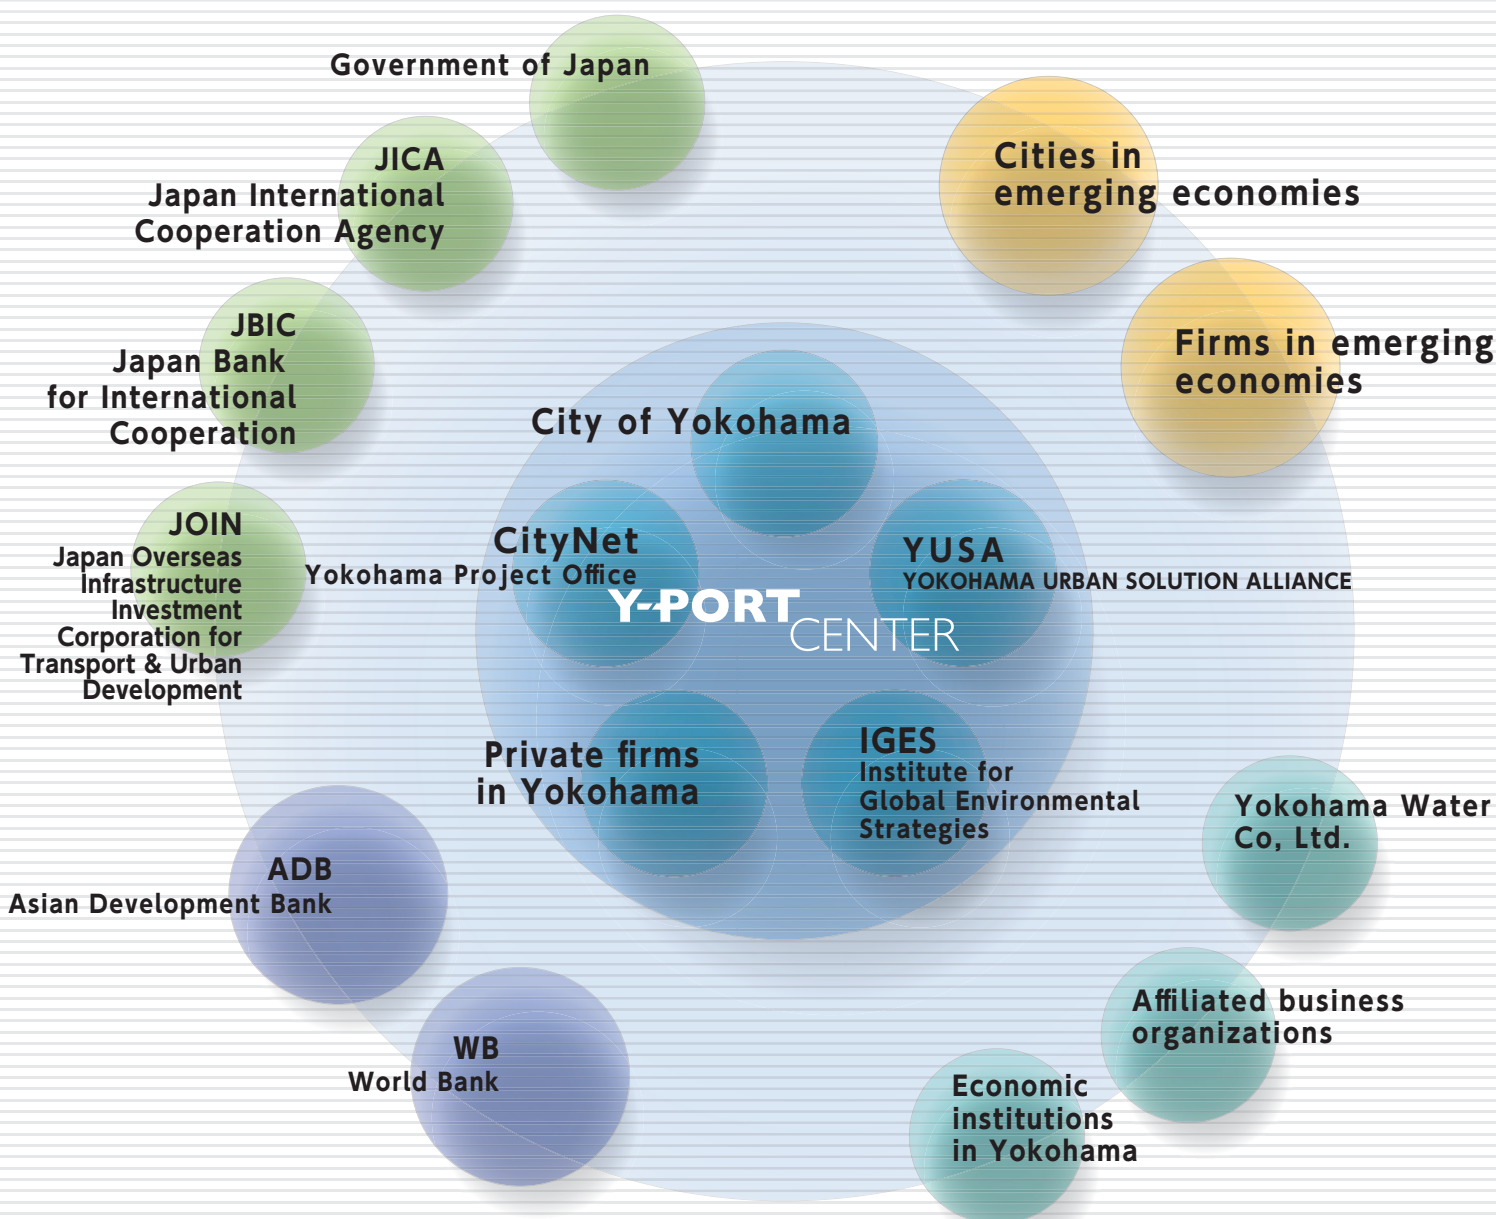 Government of Japan
JICA
Japan International
Cooperation Agency
JBIC
Japan Bank
for International
Cooperation
JOIN
Japan Overseas
Infrastructure
Investment
Corporation for
Transport & Urban
Development
ADB
Asian Development Bank
WB
World Bank
Cities in
emerging economies
Firms in emerging
economies
City of Yokohama
CityNet
Yokohama Project Office
YUSA
YOKOHAMA URBAN SOLUTION ALLIANCE
Y-PORT
CENTER
Private firms
in Yokohama
IGES
Institute for
Global Environmental
Strategies
Yokohama Water
Co, Ltd.
Affiliated business
organizations
Economic
institutions
in Yokohama